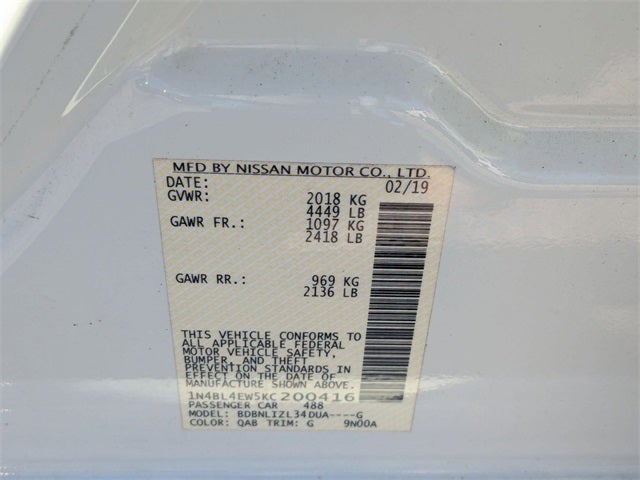 MFD BY NISSAN MOTOR CO., LTD.
DATE: 02/19
GVWR: 2018 KG
4449 LB
GAWR FR.: 1097 KG
2418 LB
GAWR RR.: 969 KG
2136 LB
THIS VEHICLE CONFORMS TO
ALL APPLICABLE FEDERAL
MOTOR VEHICLE SAFETY,
BUMPER, AND THEFT
PREVENTION STANDARDS IN
EFFECT ON THE DATE OF
MANUFACTURE SHOWN ABOVE.
1N4BL4EW5KC200416
PASSENGER CAR 488
MODEL: BDBNLIZL34DUA----G
COLOR: QAB TRIM: G 9N00A